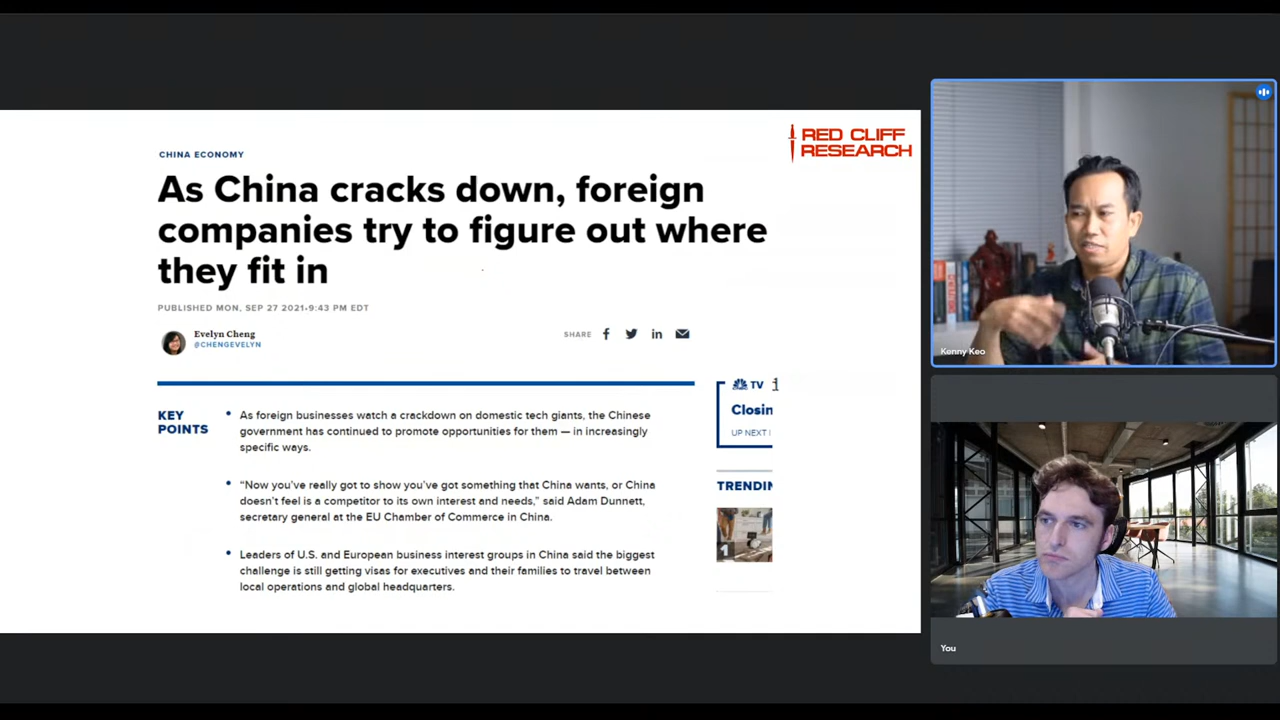 RED CLIFF
RESEARCH
CHINA ECONOMY
As China cracks down, foreign
companies try to figure out where
they fit in
PUBLISHED MON, SEP 27 2021•9:43 PM EDT
Evelyn Cheng
@CHENGEVELYN
SHARE
KEY
POINTS
As foreign businesses watch a crackdown on domestic tech giants, the Chinese
government has continued to promote opportunities for them — in increasingly
specific ways.
“Now you’ve really got to show you’ve got something that China wants, or China
doesn’t feel is a competitor to its own interest and needs,” said Adam Dunnett,
secretary general at the EU Chamber of Commerce in China.
Leaders of U.S. and European business interest groups in China said the biggest
challenge is still getting visas for executives and their families to travel between
local operations and global headquarters.
TV
Closin
UP NEXT |
TRENDIN
1
Kenny Keo
You